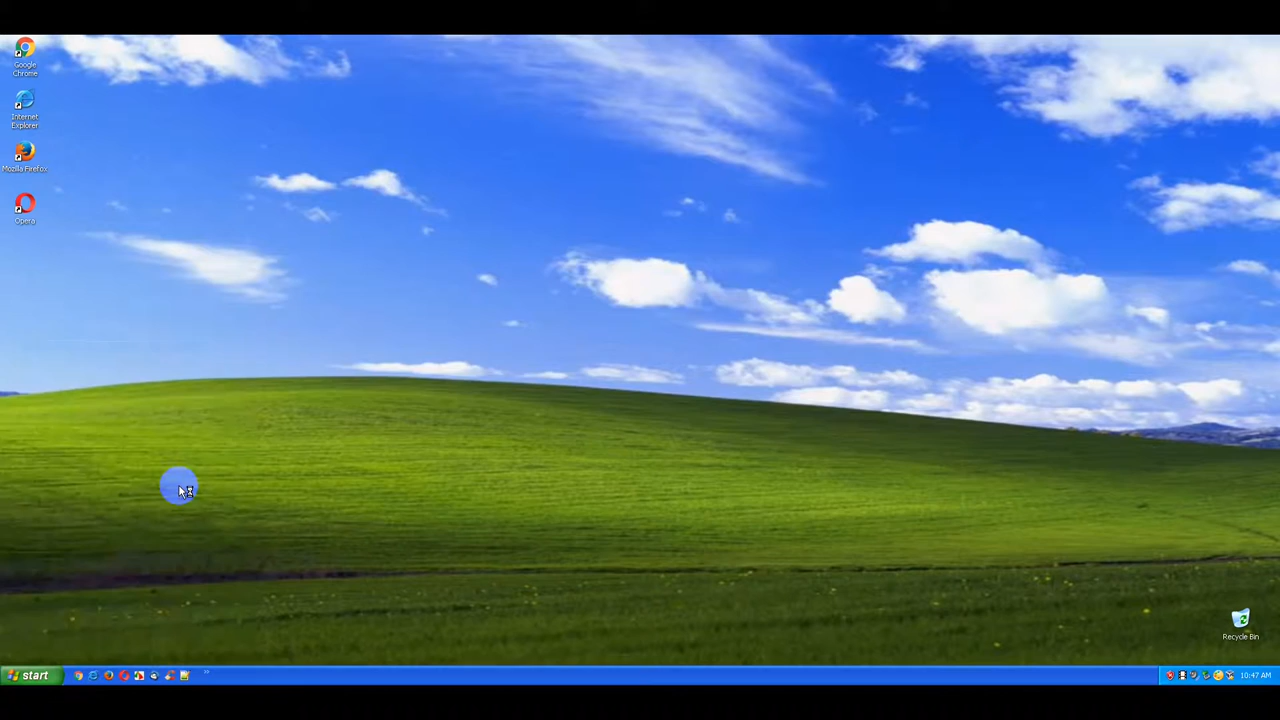 Google
Chrome
Internet
Explorer
Mozilla Firefox
Opera
Recycle Bin
start
10:47 AM